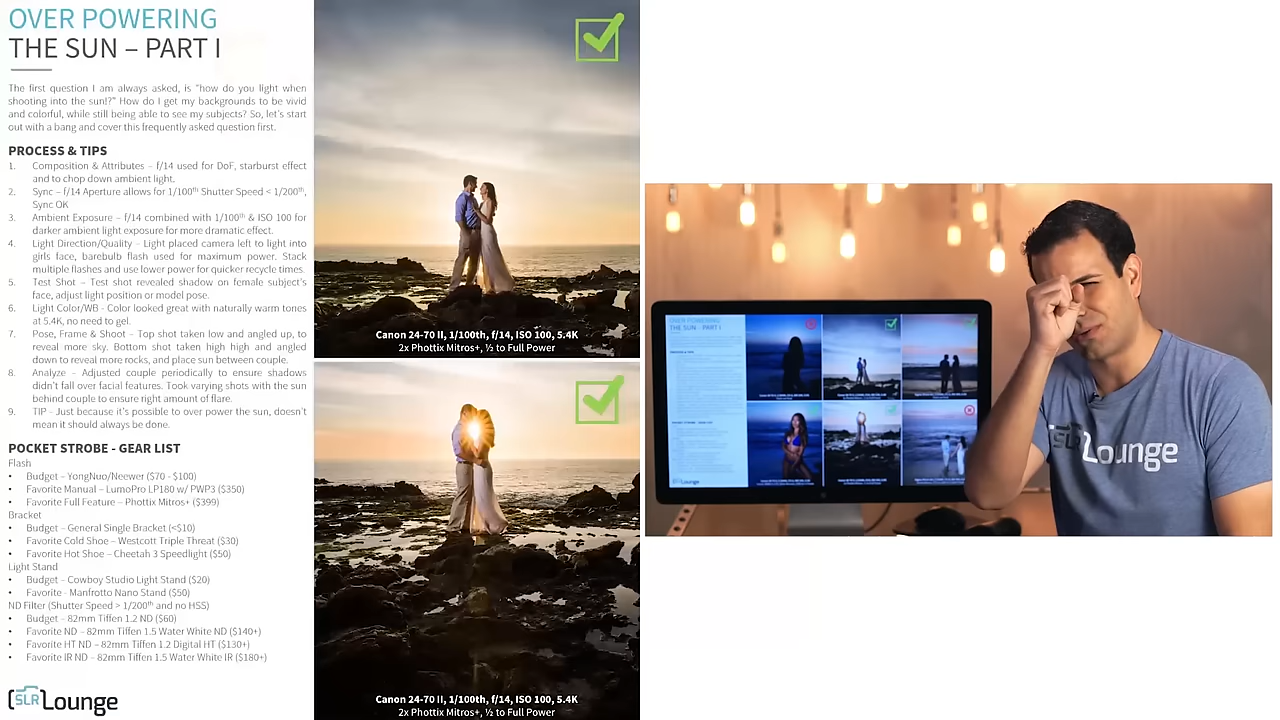 OVER POWERING
THE SUN – PART I
The first question I am always asked, is "how do you light when
shooting into the sun!?" How do I get my backgrounds to be vivid
and colorful, while still being able to see my subjects? So, let's start
out with a bang and cover this frequently asked question first.
PROCESS & TIPS
1. Composition & Attributes – f/14 used for DoF, starburst effect
and to chop down ambient light.
2. Sync – f/14 Aperture allows for 1/100th Shutter Speed < 1/200th,
Sync OK
3. Ambient Exposure – f/14 combined with 1/100th & ISO 100 for
darker ambient light exposure for more dramatic effect.
4. Light Direction/Quality – Light placed camera left to light into
girls face, barebulb flash used for maximum power. Stack
multiple flashes and use lower power for quicker recycle times.
5. Test Shot – Test shot revealed shadow on female subject's
face, adjust light position or model pose.
6. Light Color/WB - Color looked great with naturally warm tones
at 5.4K, no need to gel.
7. Pose, Frame & Shoot – Top shot taken low and angled up, to
reveal more sky. Bottom shot taken high high and angled
down to reveal more rocks, and place sun between couple.
8. Analyze – Adjusted couple periodically to ensure shadows
didn't fall over facial features. Took varying shots with the sun
behind couple to ensure right amount of flare.
9. TIP - Just because it's possible to over power the sun, doesn't
mean it should always be done.
POCKET STROBE - GEAR LIST
Flash
• Budget – YongNuo/Neewer ($70 - $100)
• Favorite Manual – LumoPro LP180 w/ PWP3 ($350)
• Favorite Full Feature – Phottix Mitros+ ($399)
Bracket
• Budget – General Single Bracket (<$10)
• Favorite Cold Shoe – Westcott Triple Threat ($30)
• Favorite Hot Shoe – Cheetah 3 Speedlight ($50)
Light Stand
• Budget – Cowboy Studio Light Stand ($20)
• Favorite - Manfrotto Nano Stand ($50)
ND Filter (Shutter Speed > 1/200th and no HSS)
• Budget – 82mm Tiffen 1.2 ND ($60)
• Favorite ND – 82mm Tiffen 1.5 Water White ND ($140+)
• Favorite HT ND – 82mm Tiffen 1.2 Digital HT ($130+)
• Favorite IR ND – 82mm Tiffen 1.5 Water White IR ($180+)
SLR Lounge
Canon 24-70 II, 1/100th, f/14, ISO 100, 5.4K
2x Phottix Mitros+, ½ to Full Power
Canon 24-70 II, 1/100th, f/14, ISO 100, 5.4K
2x Phottix Mitros+, ½ to Full Power
OVER POWERING
THE SUN – PART I
SLR Lounge
SLR Lounge